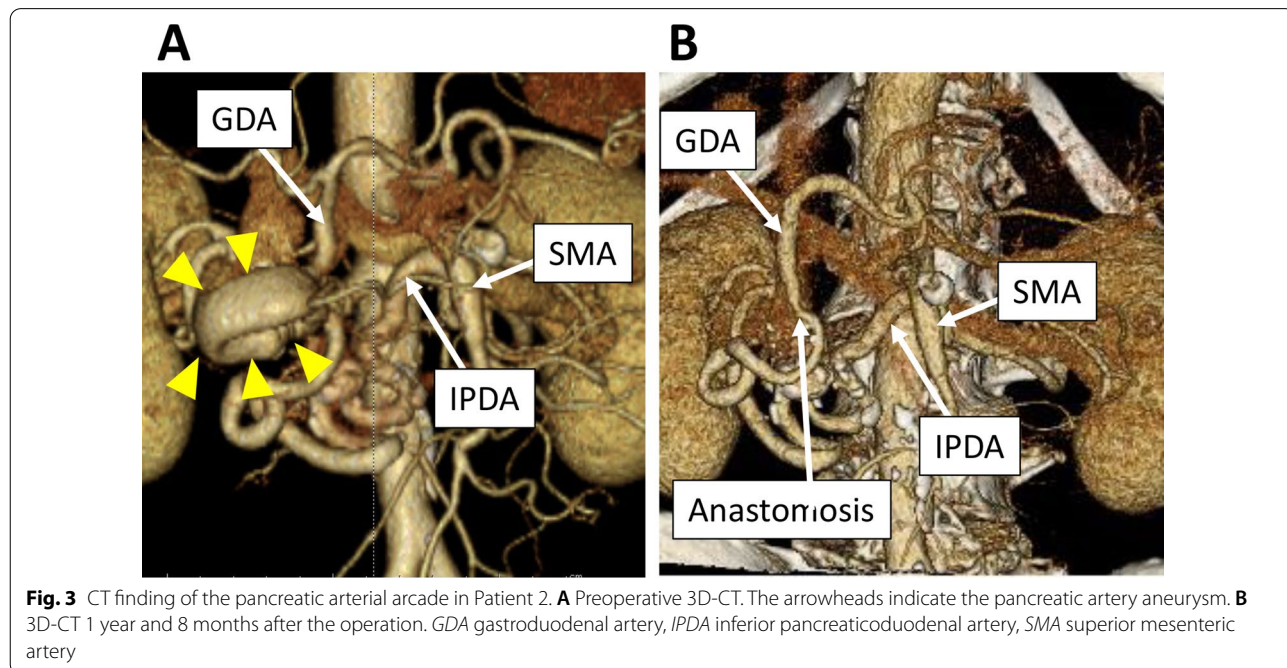 A
B
GDA
SMA
IPDA
GDA
SMA
IPDA
Anastomosis
cm
Fig. 3 CT finding of the pancreatic arterial arcade in Patient 2. A Preoperative 3D-CT. The arrowheads indicate the pancreatic artery aneurysm. B
3D-CT 1 year and 8 months after the operation. GDA gastroduodenal artery, IPDA inferior pancreaticoduodenal artery, SMA superior mesenteric
artery